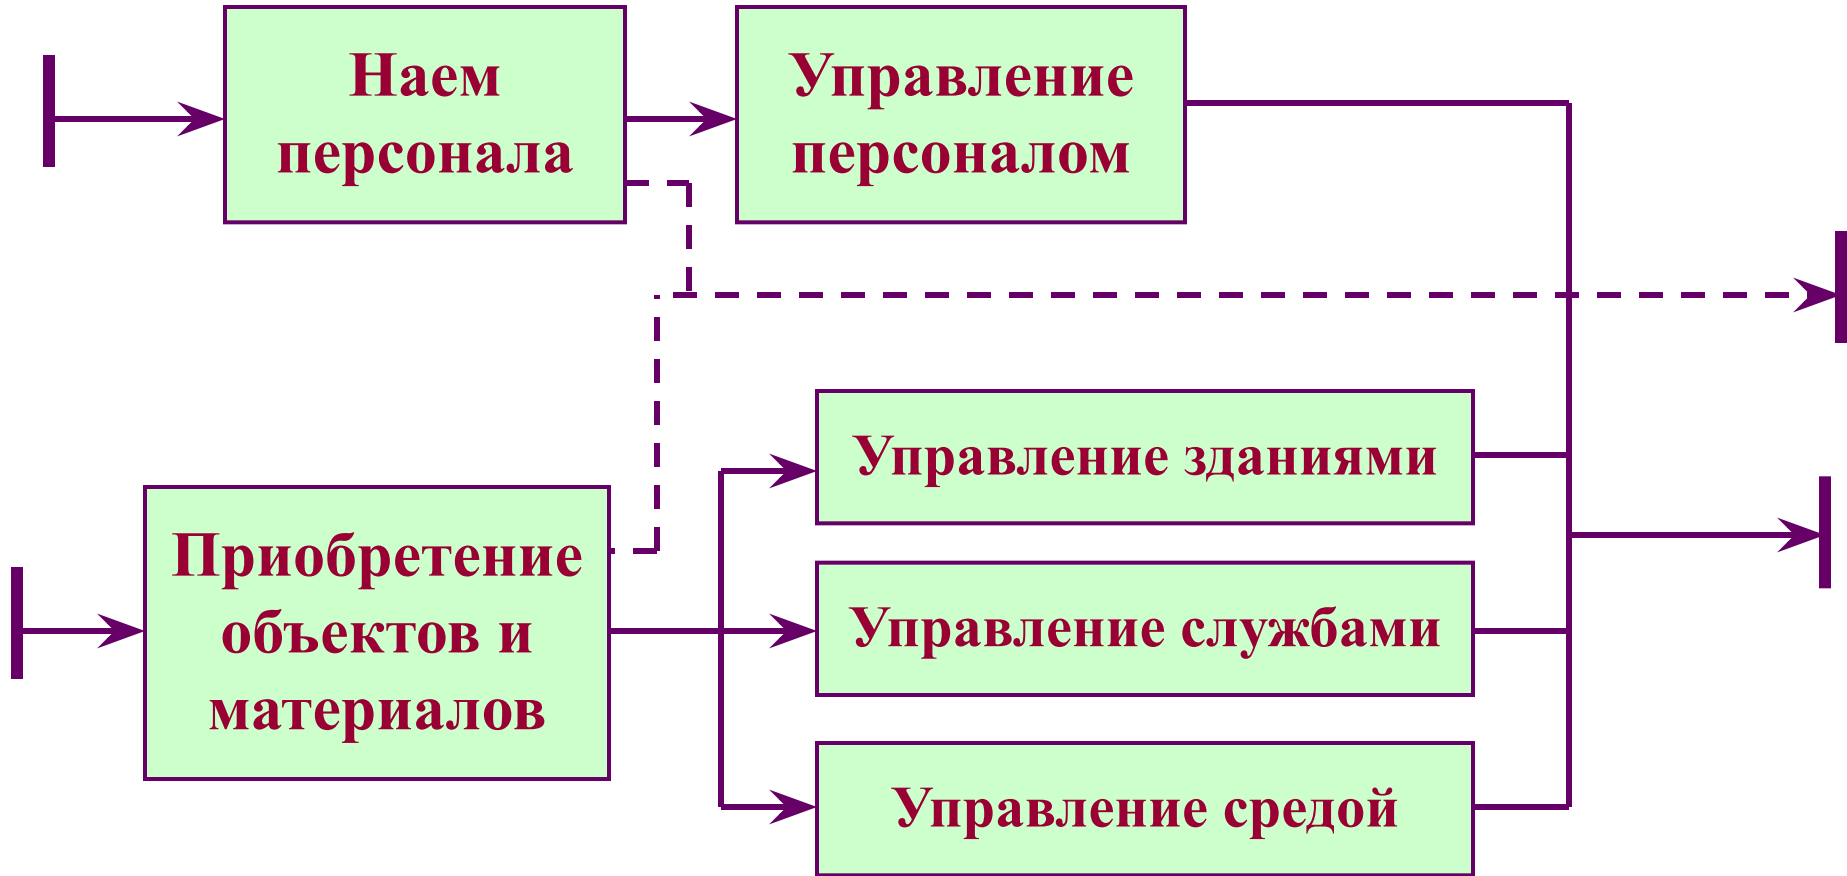 Наем
персонала
Управление
персоналом
Управление зданиями
Приобретение
объектов и
материалов
Управление службами
Управление средой